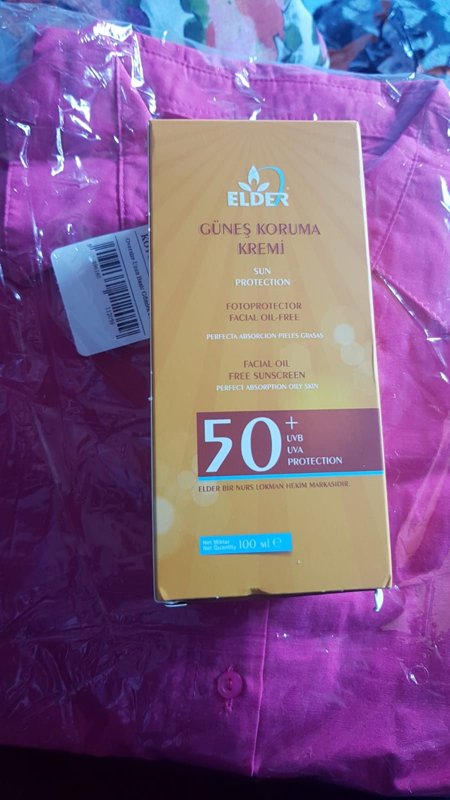 ELDER
GÜNEŞ KORUMA
KREMİ
SUN
PROTECTION
FOTOPROTECTOR
FACIAL OIL-FREE
PERFECTA ABSORCION PIELES GRASAS
FACIAL OIL
FREE SUNSCREEN
PERFECT ABSORPTION OILY SKIN
50+
UVB
UVA
PROTECTION
ELDER BİR NURS LOKMAN HEKİM MARKASIDIR.
Net Miktar
Net Quantity 100 ml ℮